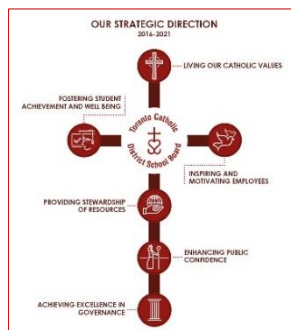 OUR STRATEGIC DIRECTION
2016-2021
LIVING OUR CATHOLIC VALUES
FOSTERING STUDENT
ACHIEVEMENT AND WELL BEING
Toronto Catholic
District School Board
INSPIRING AND
MOTIVATING EMPLOYEES
PROVIDING STEWARDSHIP
OF RESOURCES
ENHANCING PUBLIC
CONFIDENCE
ACHIEVING EXCELLENCE IN
GOVERNANCE